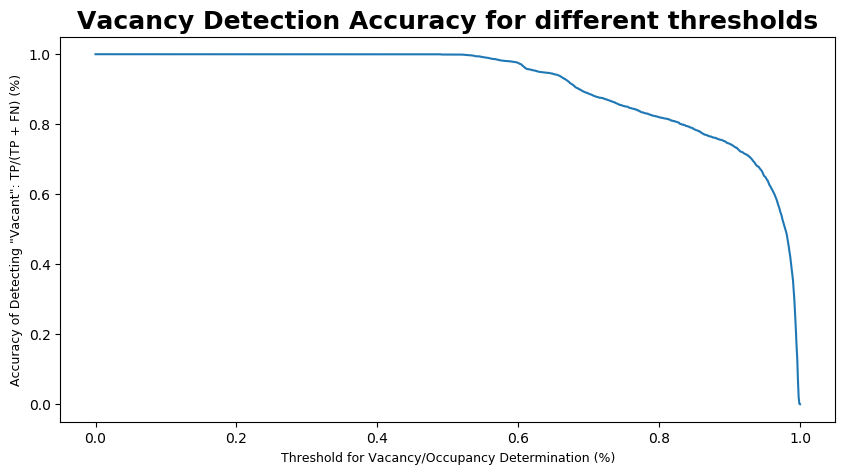 Vacancy Detection Accuracy for different thresholds
Accuracy of Detecting "Vacant": TP/(TP + FN) (%)
1.0
0.8
0.6
0.4
0.2
0.0
0.0 0.2 0.4 0.6 0.8 1.0
Threshold for Vacancy/Occupancy Determination (%)